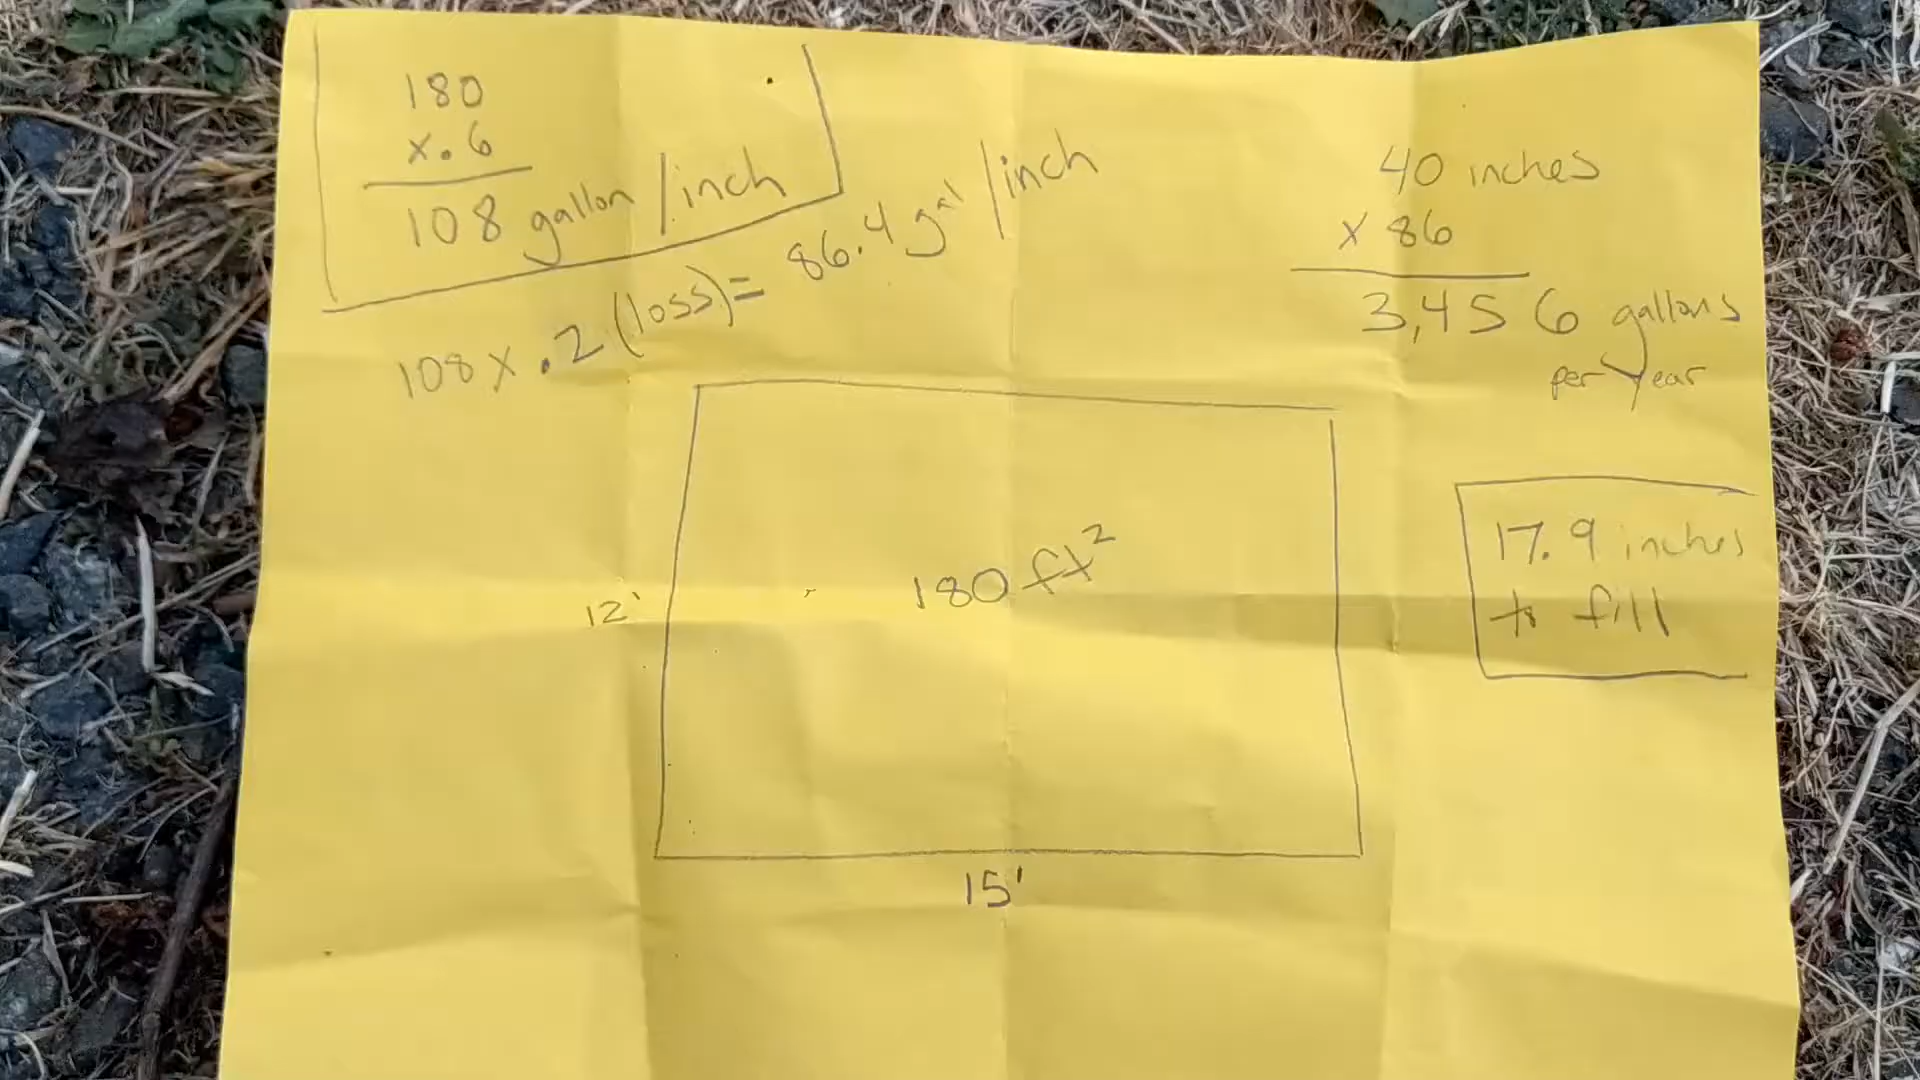 180
x.6
108 gallon/inch
108 x .2 (loss) = 86.4 gal/inch
40 inches
x 86
3,456 gallons
per year
180 ft²
12'
15'
17.9 inches
to fill